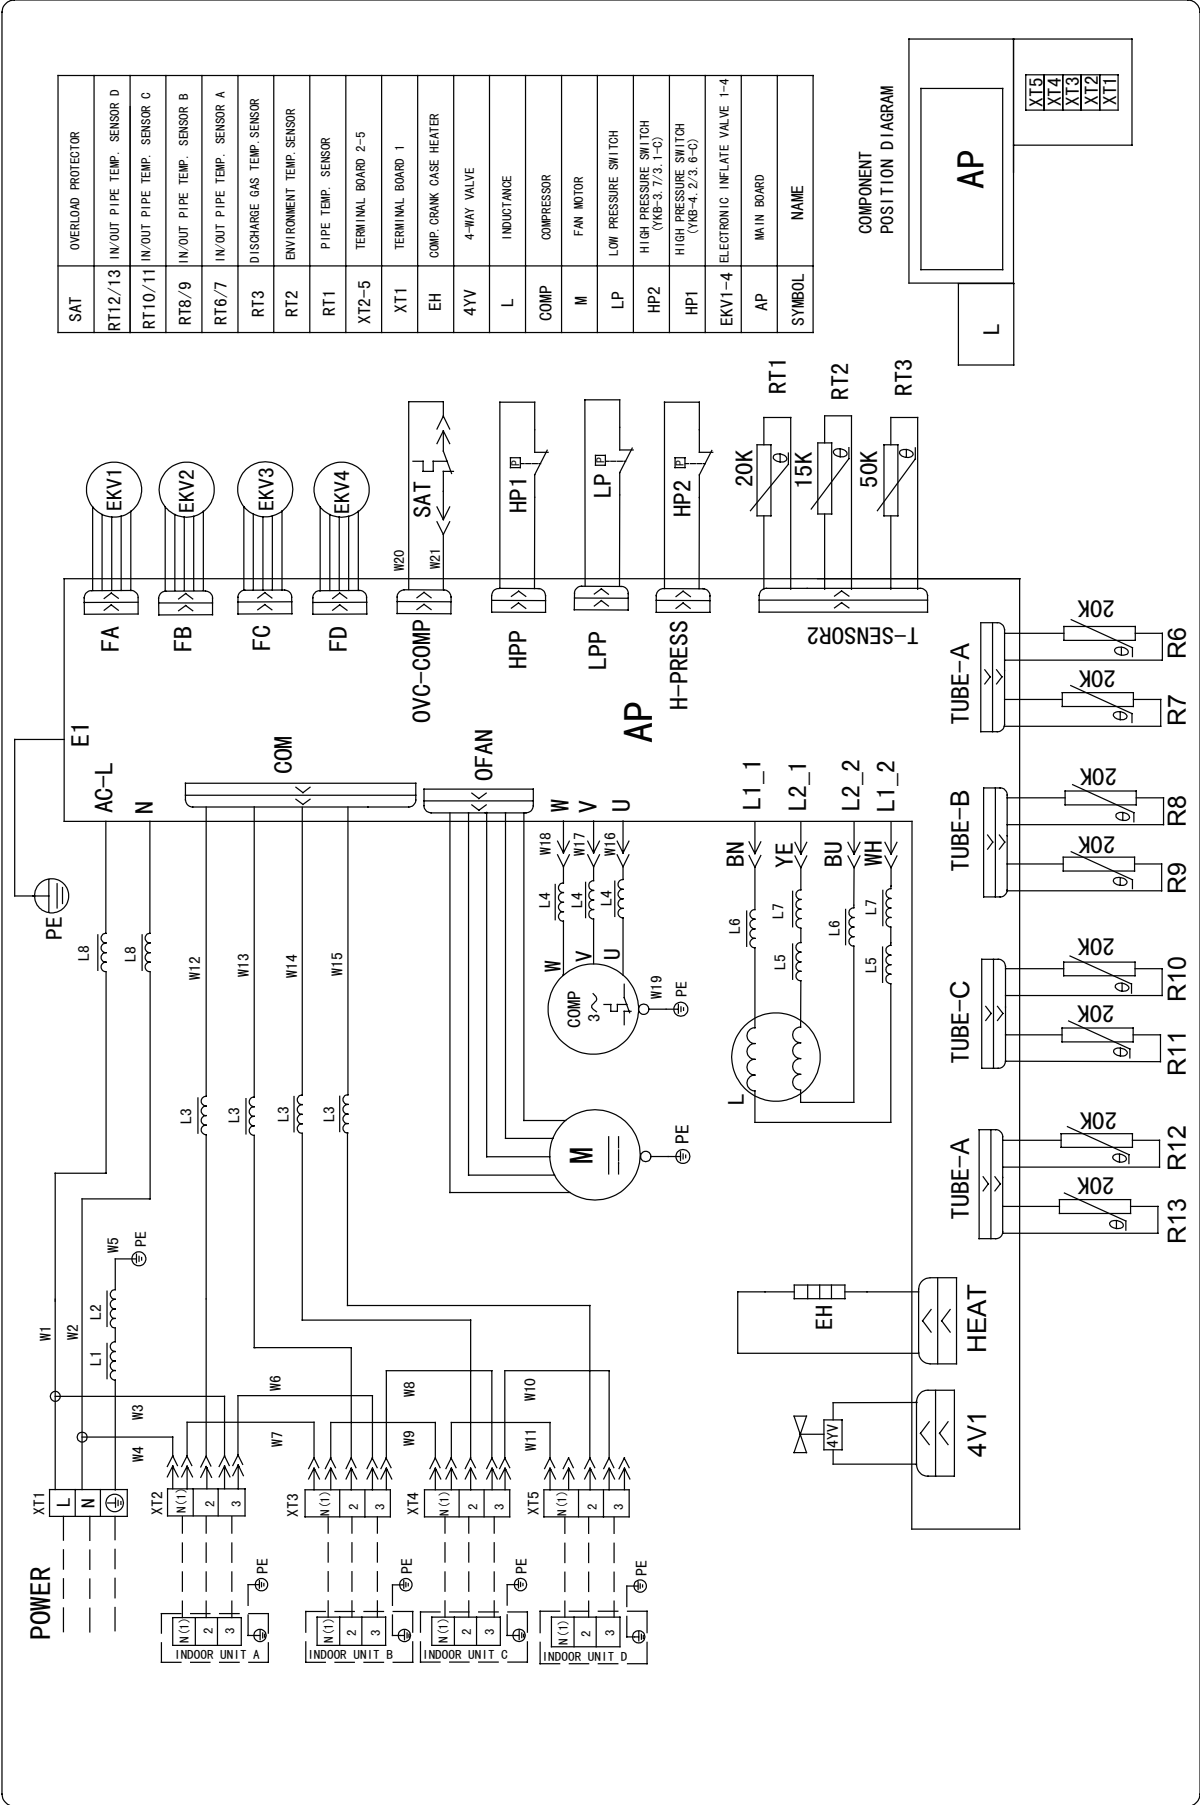 POWER
XT1
L
N
W1
W2
L1
L2
W5
PE
W3
W4
PE
E1
AC-L
N
L8
L8
XT2
N(1)
2
3
INDOOR UNIT A
N(1)
2
3
PE
W6
W7
XT3
N(1)
2
3
INDOOR UNIT B
N(1)
2
3
PE
W8
W9
XT4
N(1)
2
3
INDOOR UNIT C
N(1)
2
3
PE
W10
W11
XT5
N(1)
2
3
INDOOR UNIT D
N(1)
2
3
PE
L3
L3
L3
L3
W12
W13
W14
W15
COM
OFAN
M
PE
COMP
3~
W
V
U
W19
PE
L4
L4
L4
W18
W17
W16
W
V
U
AP
FA
EKV1
FB
EKV2
FC
EKV3
FD
EKV4
OVC-COMP
W20
W21
SAT
HPP
HP1
P
LPP
LP
P
H-PRESS
HP2
P
T-SENSOR2
20K
θ
RT1
15K
θ
RT2
50K
θ
RT3
L
L6
BN
L1_1
L5
L7
YE
L2_1
L6
BU
L2_2
L5
L7
WH
L1_2
4YV
4V1
EH
HEAT
TUBE-A
20K
θ
R13
20K
θ
R12
TUBE-C
20K
θ
R11
20K
θ
R10
TUBE-B
20K
θ
R9
20K
θ
R8
TUBE-A
20K
θ
R7
20K
θ
R6
SAT OVERLOAD PROTECTOR
RT12/13 IN/OUT PIPE TEMP. SENSOR D
RT10/11 IN/OUT PIPE TEMP. SENSOR C
RT8/9 IN/OUT PIPE TEMP. SENSOR B
RT6/7 IN/OUT PIPE TEMP. SENSOR A
RT3 DISCHARGE GAS TEMP.SENSOR
RT2 ENVIRONMENT TEMP.SENSOR
RT1 PIPE TEMP. SENSOR
XT2-5 TERMINAL BOARD 2-5
XT1 TERMINAL BOARD 1
EH COMP.CRANK CASE HEATER
4YV 4-WAY VALVE
L INDUCTANCE
COMP COMPRESSOR
M FAN MOTOR
LP LOW PRESSURE SWITCH
HP2 HIGH PRESSURE SWITCH
(YKB-3.7/3.1-C)
HP1 HIGH PRESSURE SWITCH
(YKB-4.2/3.6-C)
EKV1-4 ELECTRONIC INFLATE VALVE 1-4
AP MAIN BOARD
SYMBOL NAME
COMPONENT
POSITION DIAGRAM
L
AP
XT5
XT4
XT3
XT2
XT1